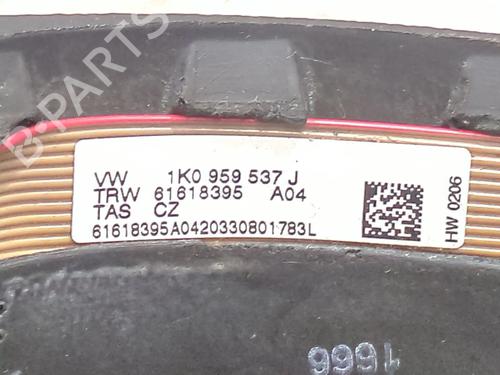 B-PARTS
VW 1K0 959 537 J
TRW 61618395 A04
TAS CZ
61618395A0420330801783L
HW 0206
1666